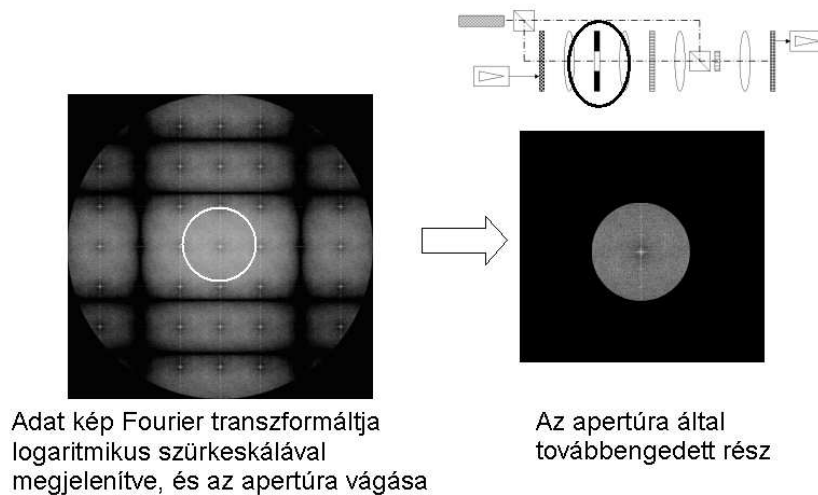 Adat kép Fourier transzformáltja
logaritmikus szürkeskálával
megjelenítve, és az apertúra vágása
Az apertúra által
továbbengedett rész